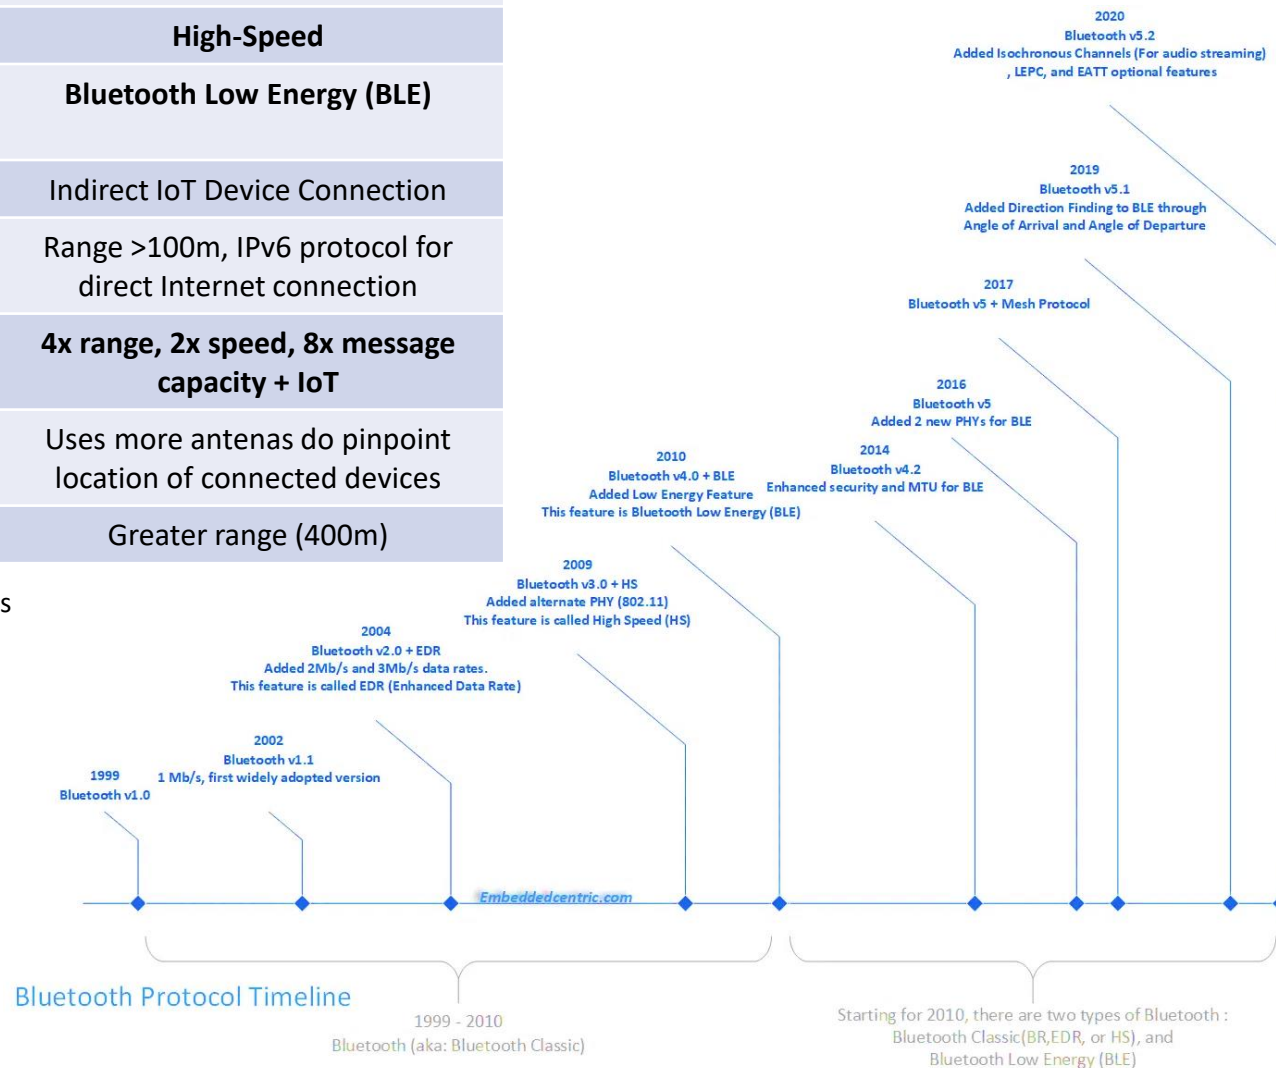 High-Speed
Bluetooth Low Energy (BLE)
Indirect IoT Device Connection
Range >100m, IPv6 protocol for
direct Internet connection
4x range, 2x speed, 8x message
capacity + IoT
Uses more antenas do pinpoint
location of connected devices
Greater range (400m)
s
2020
Bluetooth v5.2
Added Isochronous Channels (For audio streaming)
, LEPC, and EATT optional features
2019
Bluetooth v5.1
Added Direction Finding to BLE through
Angle of Arrival and Angle of Departure
2017
Bluetooth v5 + Mesh Protocol
2016
Bluetooth v5
Added 2 new PHYs for BLE
2014
Bluetooth v4.2
Enhanced security and MTU for BLE
2010
Bluetooth v4.0 + BLE
Added Low Energy Feature
This feature is Bluetooth Low Energy (BLE)
2009
Bluetooth v3.0 + HS
Added alternate PHY (802.11)
This feature is called High Speed (HS)
2004
Bluetooth v2.0 + EDR
Added 2Mb/s and 3Mb/s data rates.
This feature is called EDR (Enhanced Data Rate)
2002
Bluetooth v1.1
1 Mb/s, first widely adopted version
1999
Bluetooth v1.0
Embeddedcentric.com
Bluetooth Protocol Timeline
1999 - 2010
Bluetooth (aka: Bluetooth Classic)
Starting for 2010, there are two types of Bluetooth :
Bluetooth Classic(BR,EDR, or HS), and
Bluetooth Low Energy (BLE)